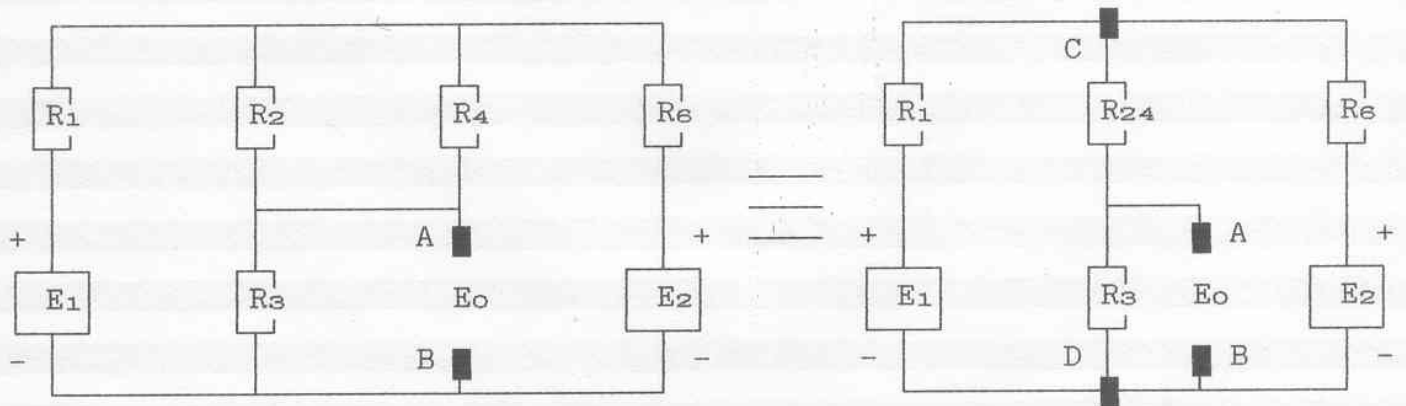 C
R1 R2 R4 R6 R1 R24 R6
+ A + + A +
E1 R3 E0 E2 E1 R3 E0 E2
- B - - D B -